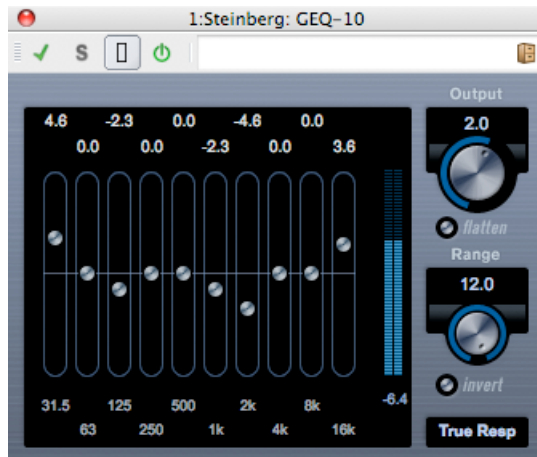 1:Steinberg: GEQ-10
S
Output
4.6 -2.3 0.0 -4.6 0.0
2.0
0.0 0.0 -2.3 0.0 3.6
flatten
Range
12.0
invert
31.5 125 500 2k 8k
-6.4
63 250 1k 4k 16k
True Resp